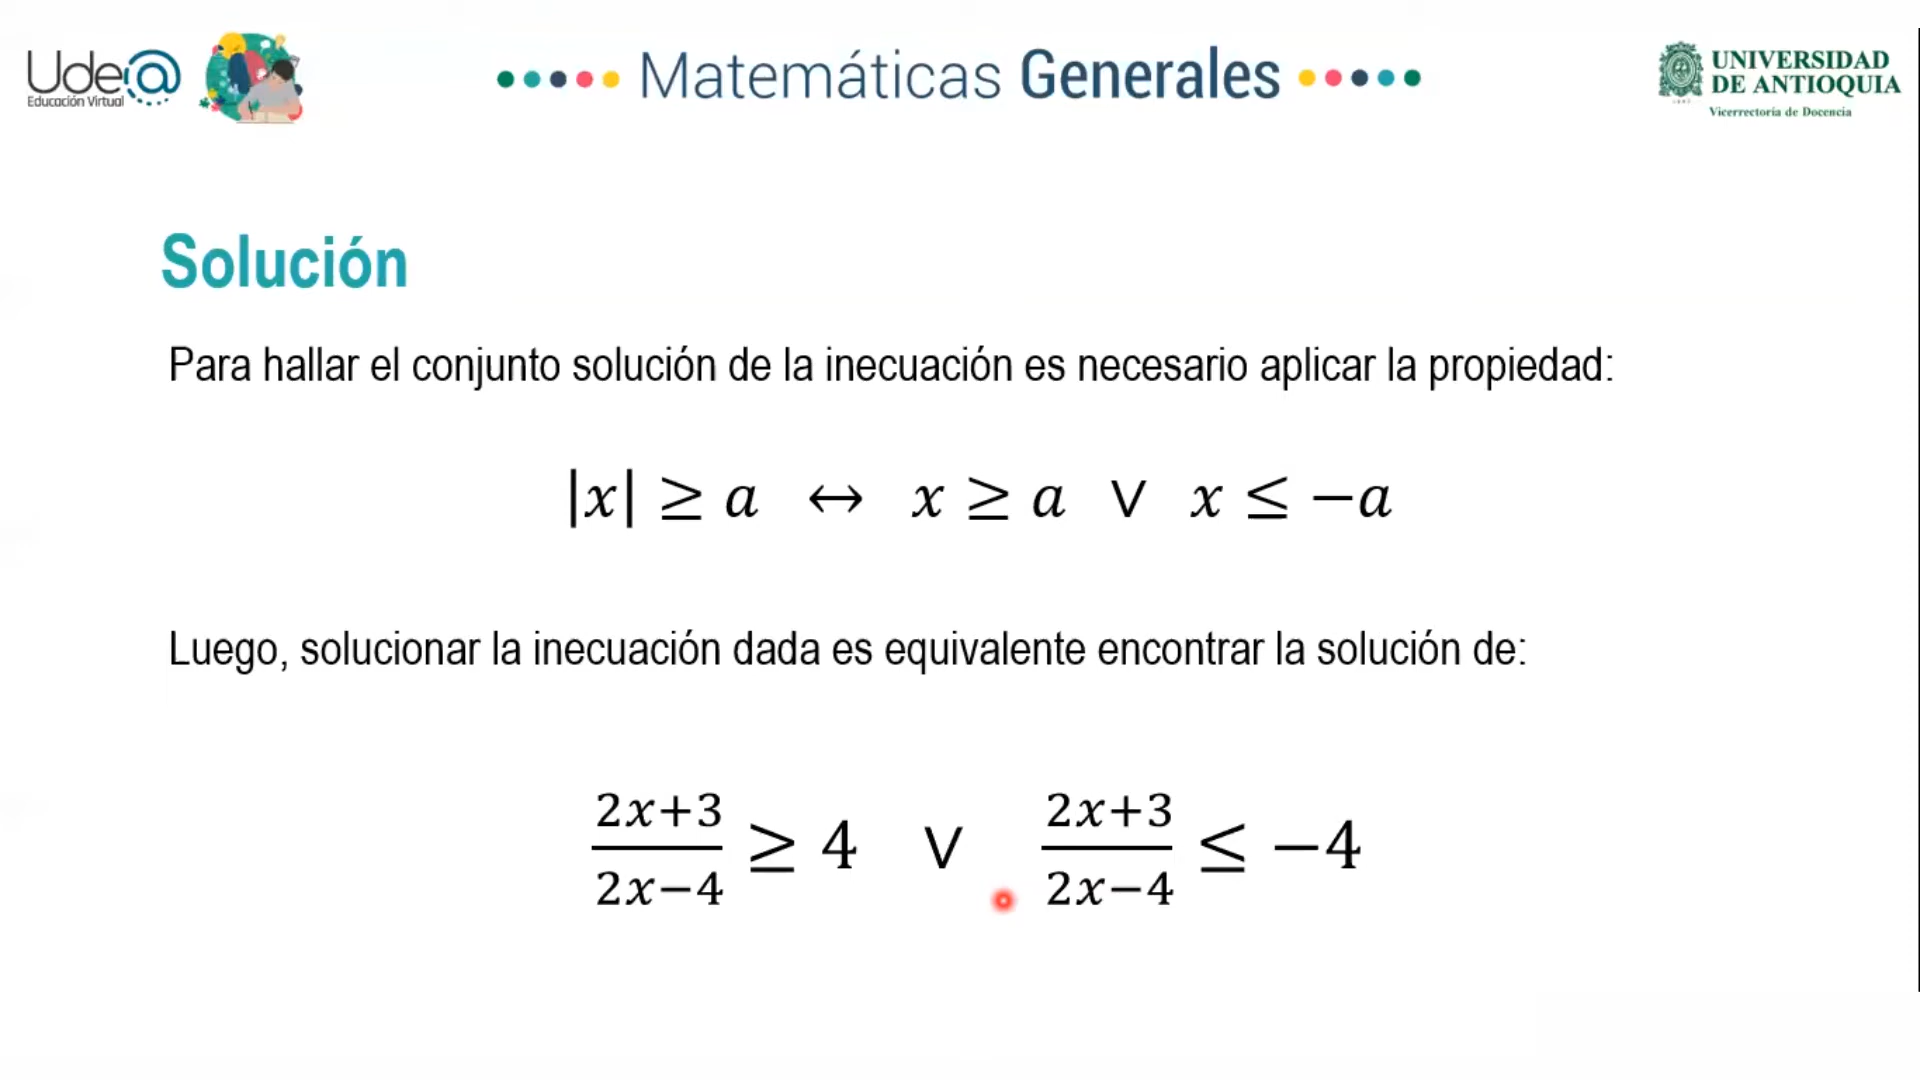 Ude@
Educación Virtual
Matemáticas Generales
UNIVERSIDAD
DE ANTIOQUIA
Vicerrectoría de Docencia
Solución
Para hallar el conjunto solución de la inecuación es necesario aplicar la propiedad:
|x| ≥ a ↔ x ≥ a ∨ x ≤ −a
Luego, solucionar la inecuación dada es equivalente encontrar la solución de:
(2x+3)/(2x−4) ≥ 4 ∨ (2x+3)/(2x−4) ≤ −4